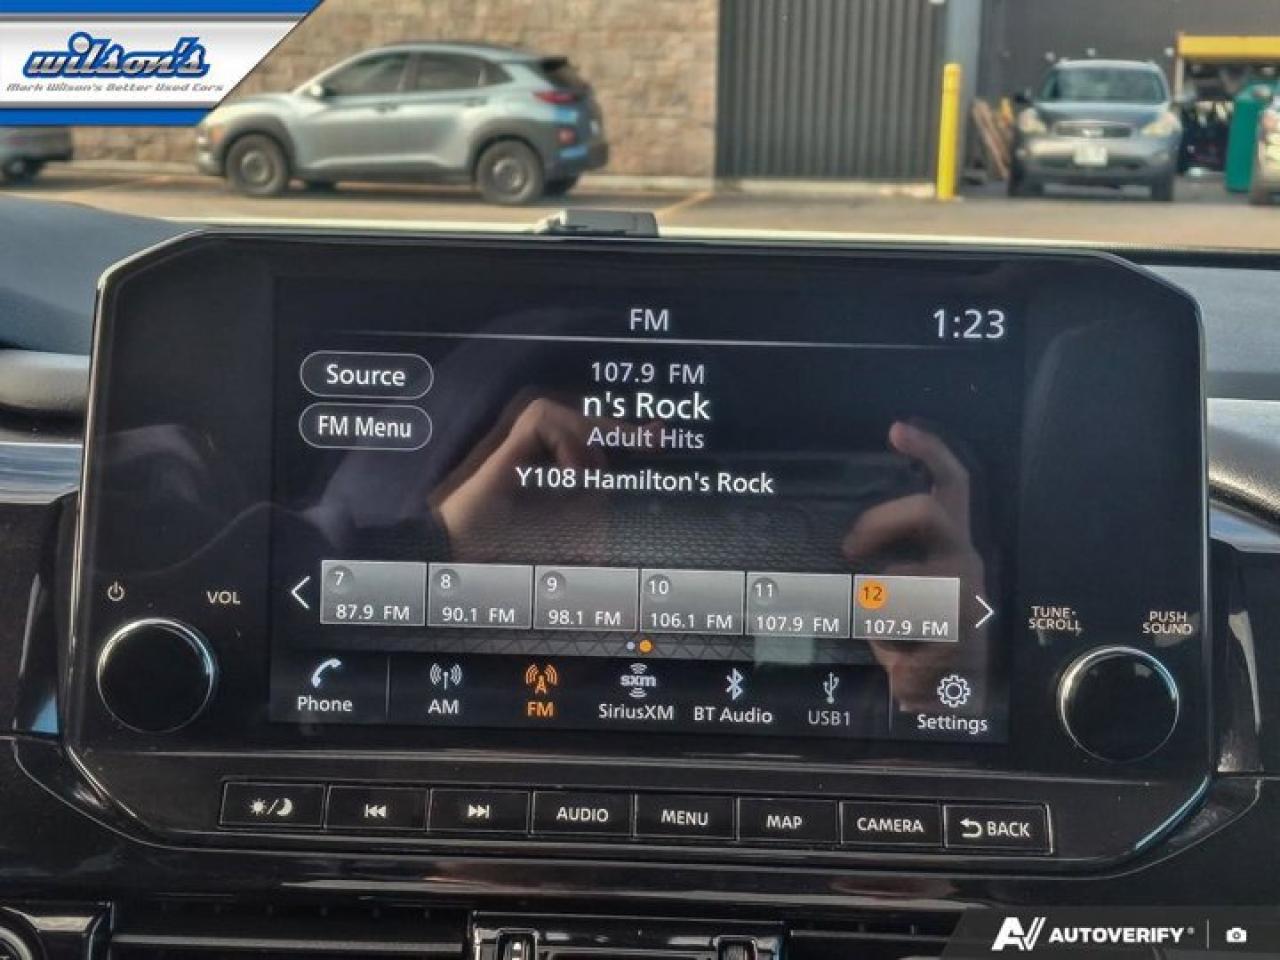 wilson's
Mark Wilson's Better Used Cars
FM
1:23
Source
107.9 FM
n's Rock
FM Menu
Adult Hits
Y108 Hamilton's Rock
7
8
9
10
11
12
87.9 FM
90.1 FM
98.1 FM
106.1 FM
107.9 FM
107.9 FM
VOL
TUNE·
SCROLL
PUSH
SOUND
Phone
AM
FM
sxm
SiriusXM
BT Audio
USB1
Settings
AUDIO
MENU
MAP
CAMERA
BACK
AUTOVERIFY